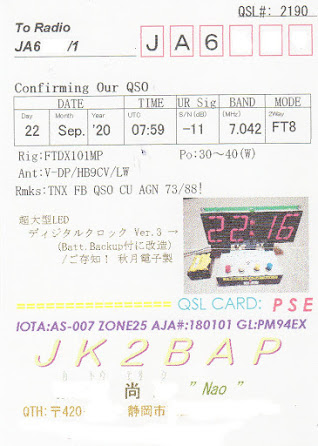 QSL#: 2190
To Radio
JA6 /1
J A 6
Confirming Our QSO
DATE TIME UR Sig BAND MODE
Day Month Year UTC S/N(dB) (MHz) 2Way
22 Sep. '20 07:59 -11 7.042 FT8
Rig:FTDX101MP Po:30~40(W)
Ant:V-DP/HB9CV/LW
Rmks:TNX FB QSO CU AGN 73/88!
超大型LED
ディジタルクロック Ver.3 →
(Batt.Backup付に改造)
／ご存知! 秋月電子製
22:16
QSL CARD: PSE
IOTA:AS-007 ZONE25 AJA#:180101 GL:PM94EX
JK2BAP
尚 "Nao"
QTH: 〒420- 静岡市